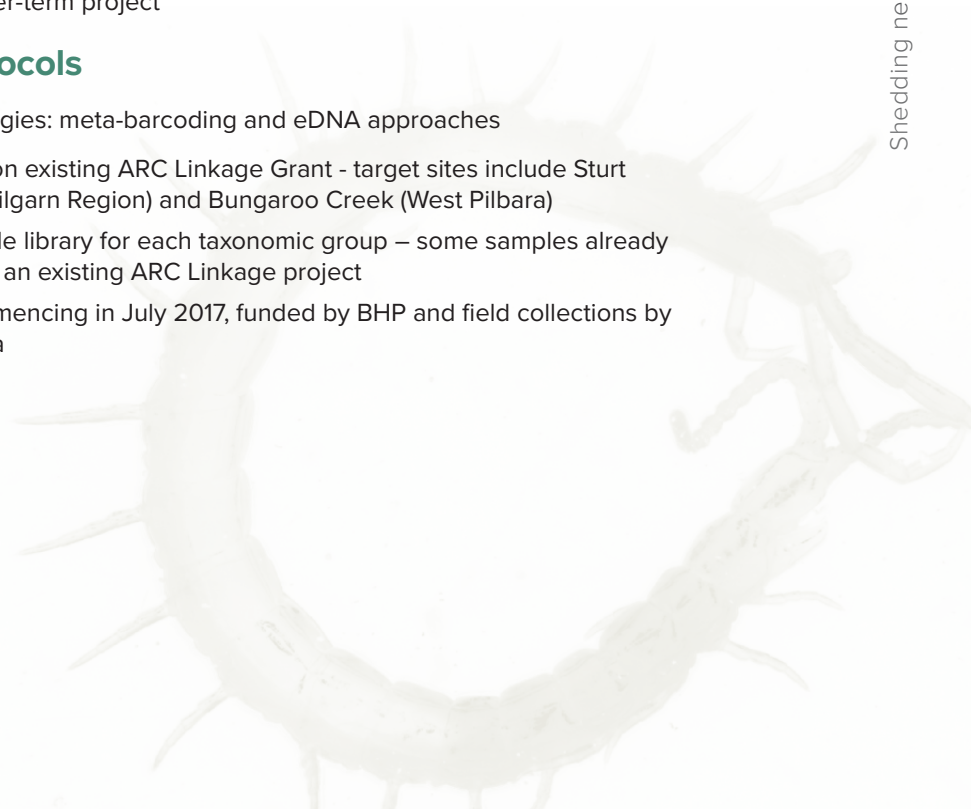 er-term project
ocols
gies: meta-barcoding and eDNA approaches
on existing ARC Linkage Grant - target sites include Sturt
ilgarn Region) and Bungaroo Creek (West Pilbara)
le library for each taxonomic group – some samples already
an existing ARC Linkage project
mencing in July 2017, funded by BHP and field collections by
a
Shedding ne